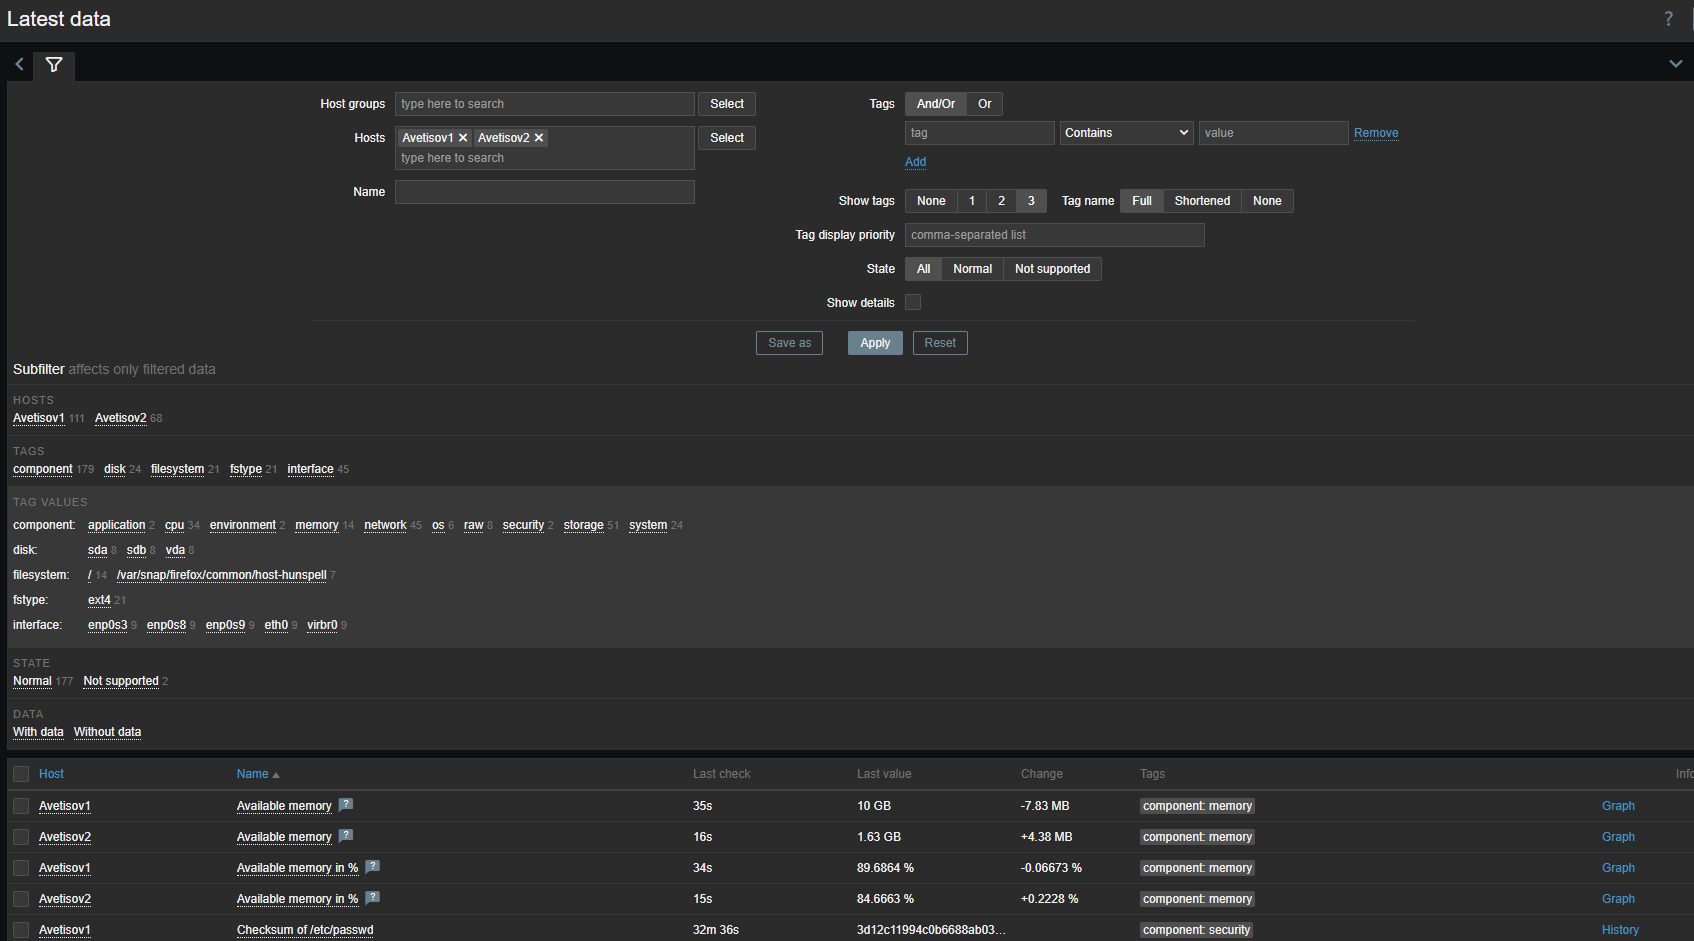 Latest data
?
Host groups type here to search Select
Hosts Avetisov1 Avetisov2 Select
type here to search
Name
Tags And/Or Or
tag Contains value Remove
Add
Show tags None 1 2 3 Tag name Full Shortened None
Tag display priority comma-separated list
State All Normal Not supported
Show details
Save as Apply Reset
Subfilter affects only filtered data
HOSTS
Avetisov1 111 Avetisov2 68
TAGS
component 179 disk 24 filesystem 21 fstype 21 interface 45
TAG VALUES
component: application 2 cpu 34 environment 2 memory 14 network 45 os 6 raw 8 security 2 storage 51 system 24
disk: sda 8 sdb 8 vda 8
filesystem: / 14 /var/snap/firefox/common/host-hunspell 7
fstype: ext4 21
interface: enp0s3 9 enp0s8 9 enp0s9 9 eth0 9 virbr0 9
STATE
Normal 177 Not supported 2
DATA
With data Without data
Host Name Last check Last value Change Tags Info
Avetisov1 Available memory ? 35s 10 GB -7.83 MB component: memory Graph
Avetisov2 Available memory ? 16s 1.63 GB +4.38 MB component: memory Graph
Avetisov1 Available memory in % ? 34s 89.6864 % -0.06673 % component: memory Graph
Avetisov2 Available memory in % ? 15s 84.6663 % +0.2228 % component: memory Graph
Avetisov1 Checksum of /etc/passwd 32m 36s 3d12c11994c0b6688ab03... component: security History